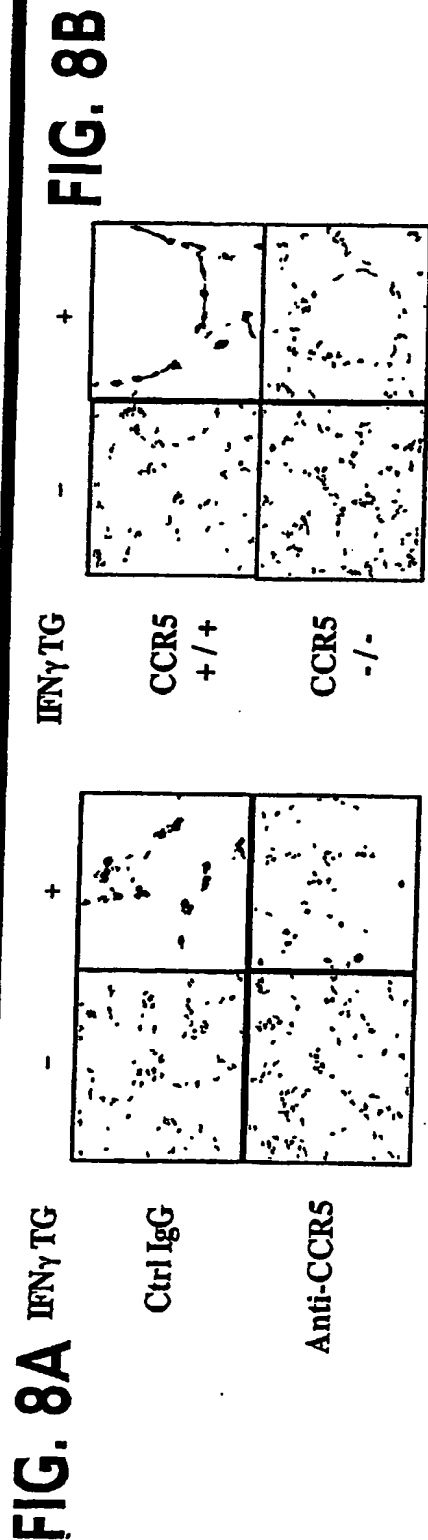 FIG. 8A
IFNγ TG
-
+
Ctrl IgG
Anti-CCR5
FIG. 8B
IFNγ TG
-
+
CCR5
+/+
CCR5
-/-